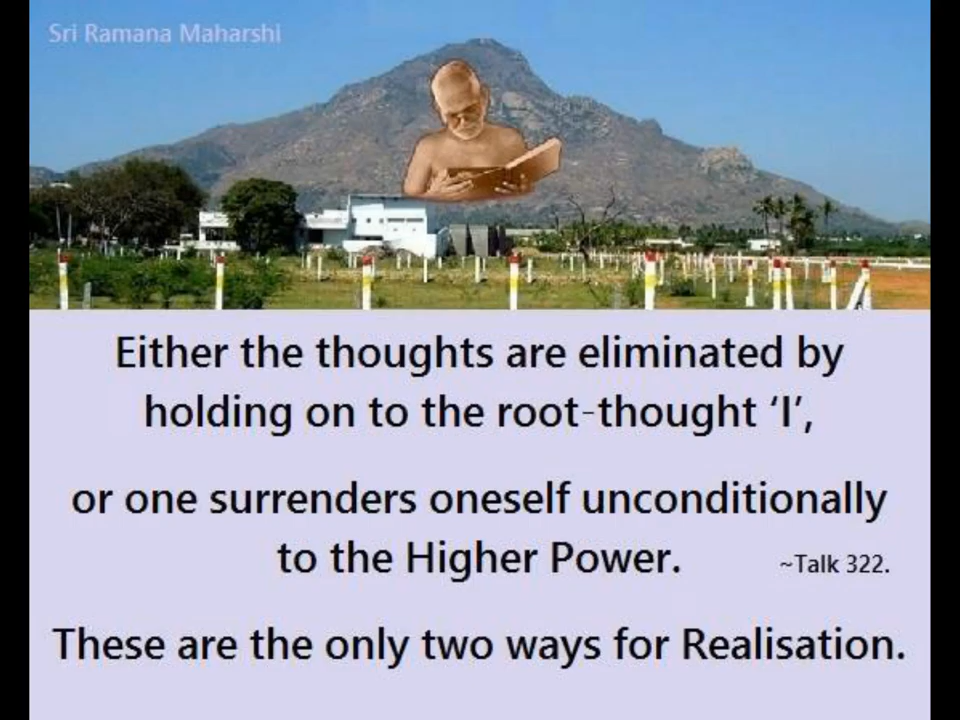 Sri Ramana Maharshi
Either the thoughts are eliminated by
holding on to the root-thought ‘I’,
or one surrenders oneself unconditionally
to the Higher Power.
~Talk 322.
These are the only two ways for Realisation.